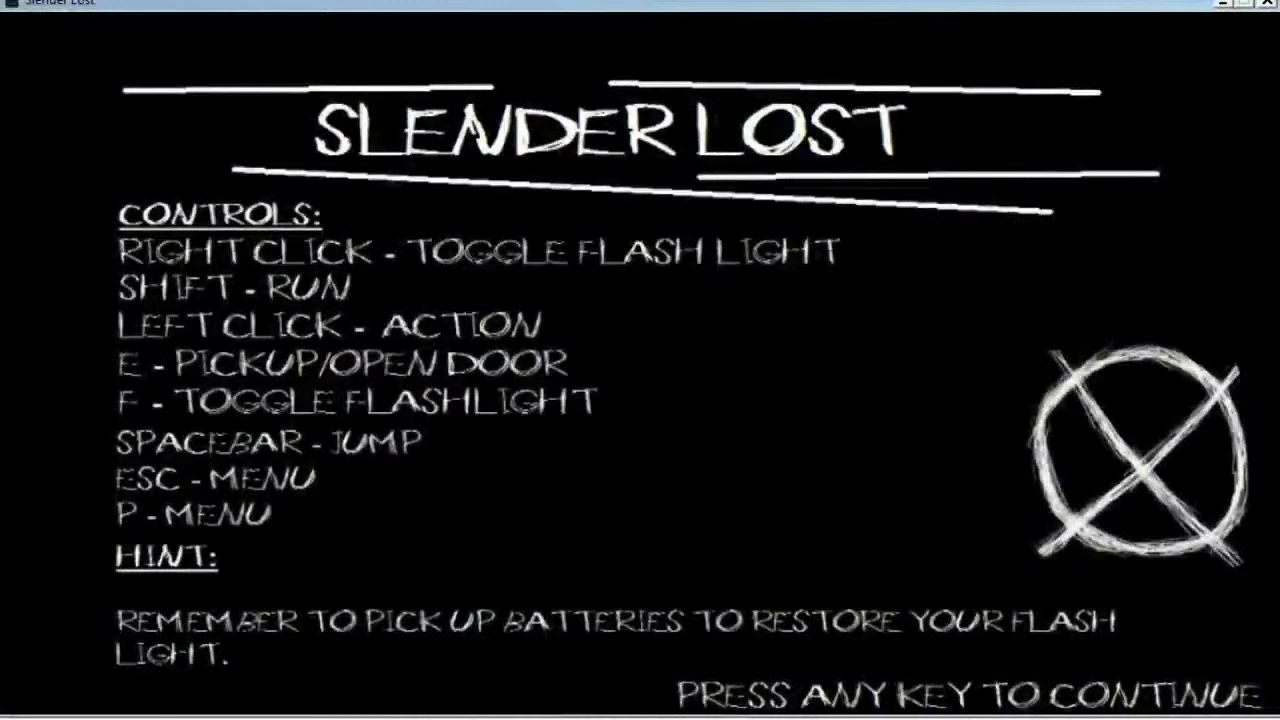 Slender Lost
SLENDER LOST
CONTROLS:
RIGHT CLICK - TOGGLE FLASH LIGHT
SHIFT - RUN
LEFT CLICK - ACTION
E - PICKUP/OPEN DOOR
F - TOGGLE FLASHLIGHT
SPACEBAR - JUMP
ESC - MENU
P - MENU
HINT:
REMEMBER TO PICK UP BATTERIES TO RESTORE YOUR FLASH
LIGHT.
PRESS ANY KEY TO CONTINUE